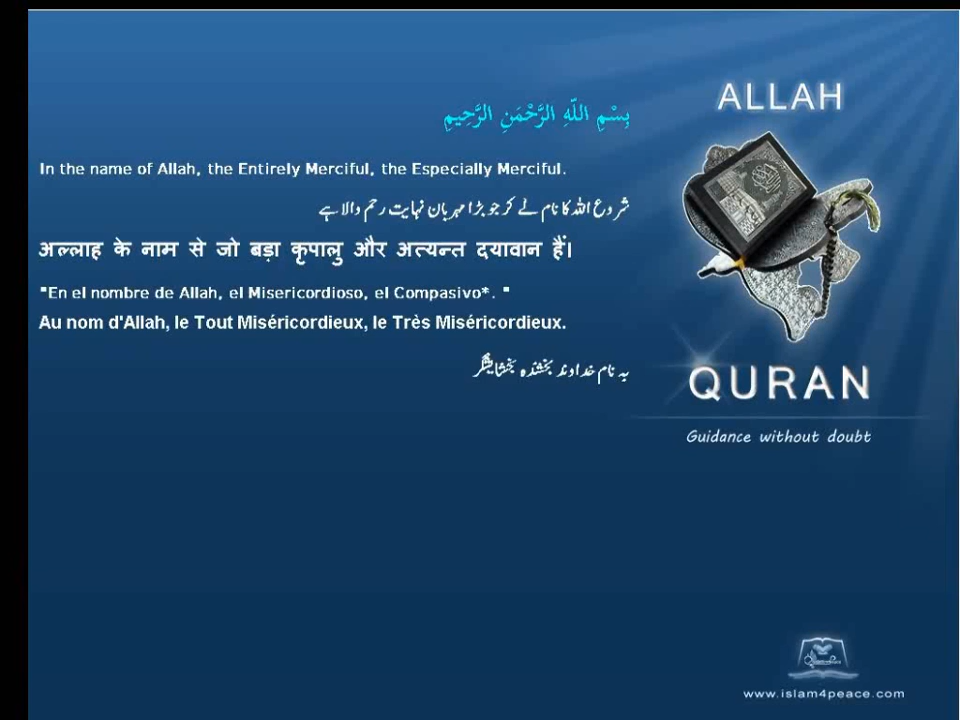 بِسْمِ اللّهِ الرَّحْمَنِ الرَّحِيمِ
In the name of Allah, the Entirely Merciful, the Especially Merciful.
شروع الله کا نام لے کر جو بڑا مہربان نہایت رحم والا ہے
अल्लाह के नाम से जो बड़ा कृपालु और अत्यन्त दयावान हैं।
"En el nombre de Allah, el Misericordioso, el Compasivo*. "
Au nom d'Allah, le Tout Miséricordieux, le Très Miséricordieux.
به نام خداوند بخشنده بخشایشگر
ALLAH
QURAN
Guidance without doubt
www.islam4peace.com